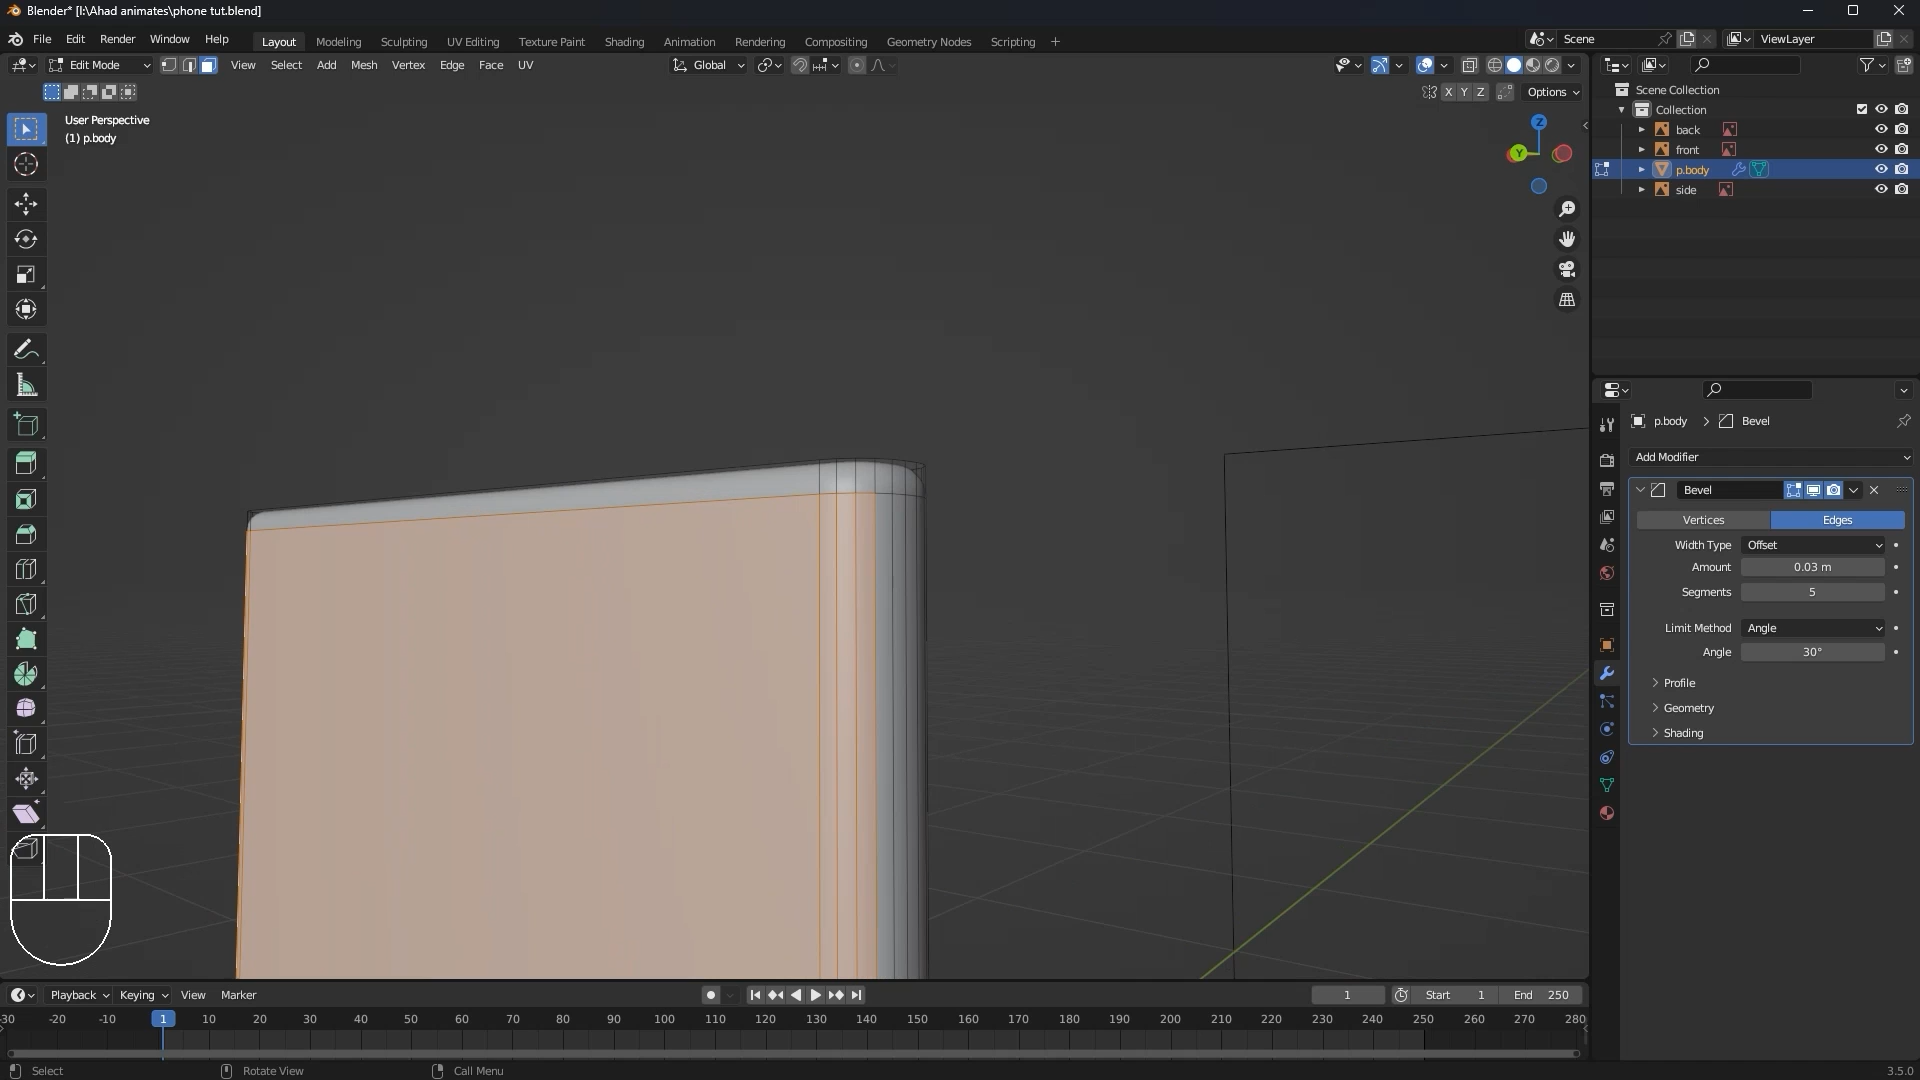 Blender* [I:\Ahad animates\phone tut.blend]
File Edit Render Window Help
Layout Modeling Sculpting UV Editing Texture Paint Shading Animation Rendering Compositing Geometry Nodes Scripting +
Scene
ViewLayer
Edit Mode View Select Add Mesh Vertex Edge Face UV
Global
X Y Z Options
User Perspective
(1) p.body
Z
Y
Scene Collection
Collection
back
front
p.body
side
p.body > Bevel
Add Modifier
Bevel
Vertices Edges
Width Type Offset
Amount 0.03 m
Segments 5
Limit Method Angle
Angle 30°
Profile
Geometry
Shading
Playback Keying View Marker
1 Start 1 End 250
-30 -20 -10 1 10 20 30 40 50 60 70 80 90 100 110 120 130 140 150 160 170 180 190 200 210 220 230 240 250 260 270 280
Select Rotate View Call Menu 3.5.0